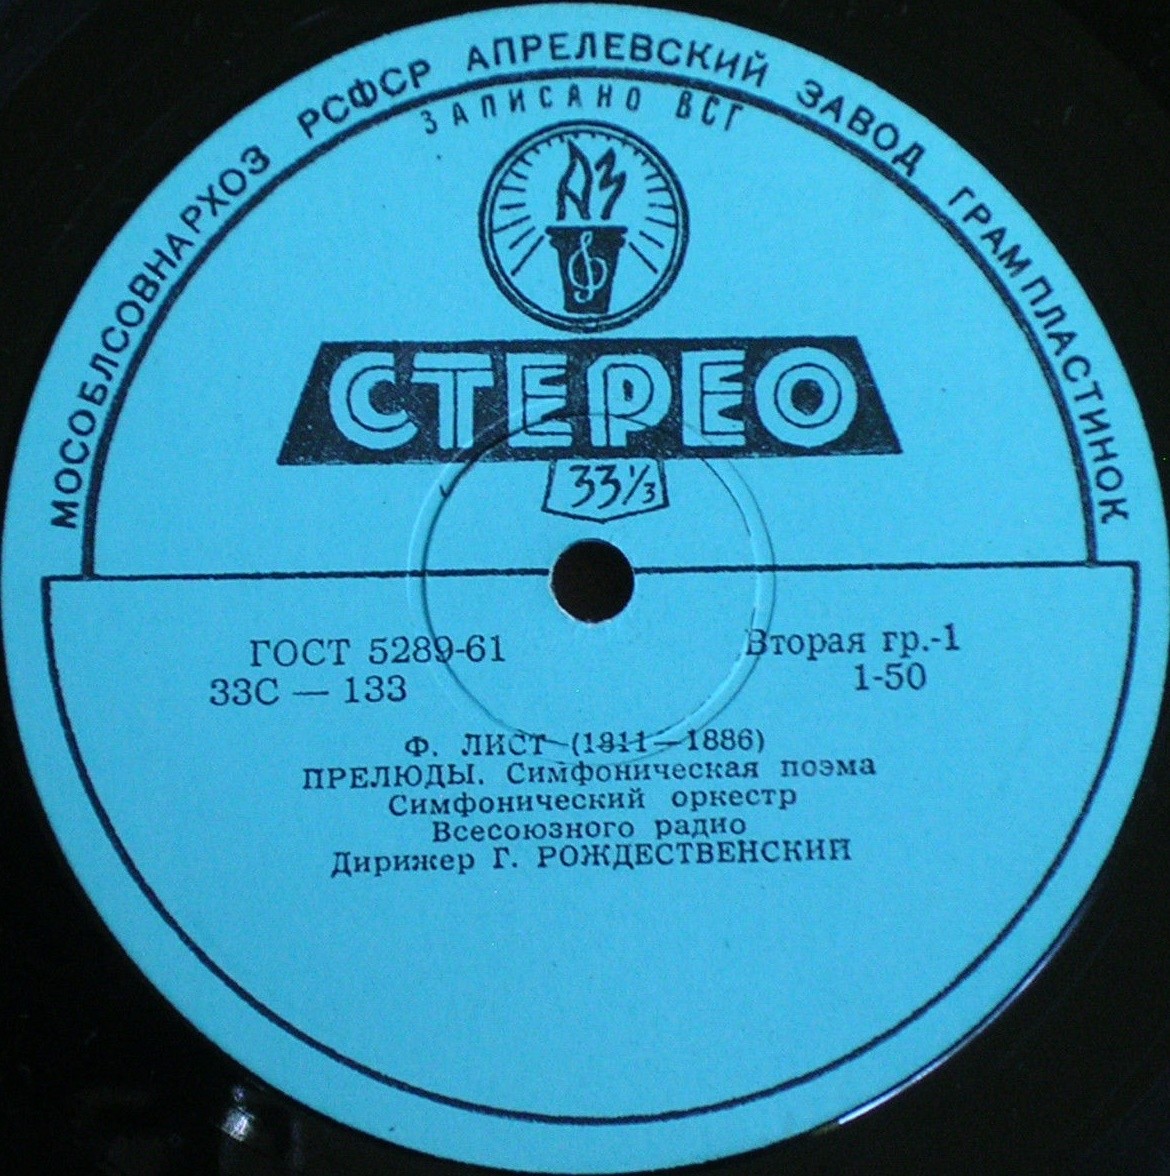 МОСОБЛСОВНАРХОЗ РСФСР АПРЕЛЕВСКИЙ ЗАВОД ГРАМПЛАСТИНОК
ЗАПИСАНО ВСГ
АЗ
СТЕРЕО
33⅓
ГОСТ 5289-61 Вторая гр.-1
33С — 133 1-50
Ф. ЛИСТ (1811—1886)
ПРЕЛЮДЫ. Симфоническая поэма
Симфонический оркестр
Всесоюзного радио
Дирижер Г. РОЖДЕСТВЕНСКИЙ